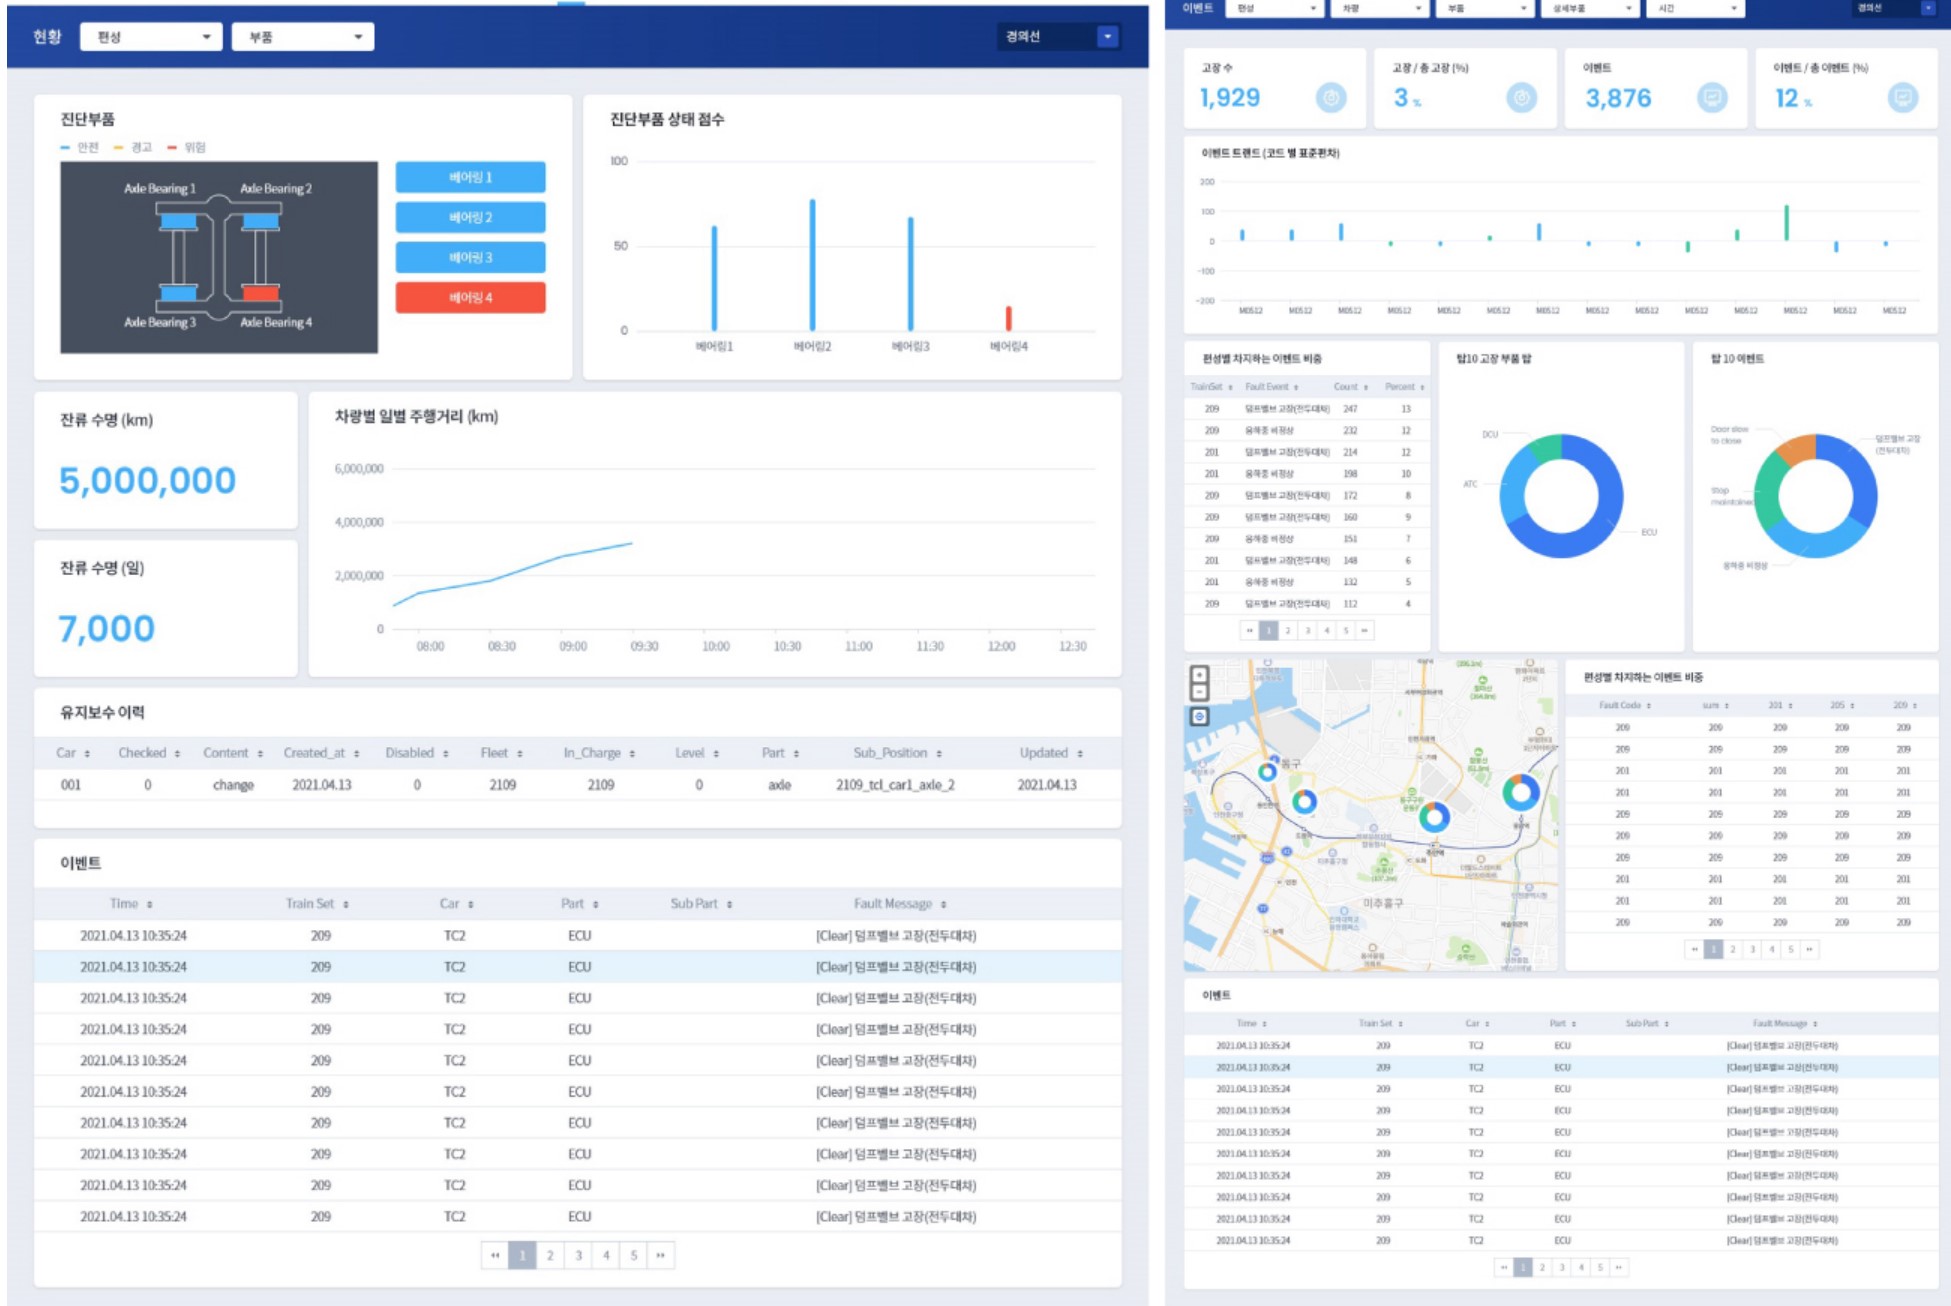 현황 편성 부품 경의선
진단부품
안전 경고 위험
Axle Bearing 1 Axle Bearing 2
Axle Bearing 3 Axle Bearing 4
베어링 1
베어링 2
베어링 3
베어링 4
진단부품 상태 점수
100
50
0
베어링1 베어링2 베어링3 베어링4
잔류 수명 (km)
5,000,000
잔류 수명 (일)
7,000
차량별 일별 주행거리 (km)
6,000,000
4,000,000
2,000,000
0
08:00 08:30 09:00 09:30 10:00 10:30 11:00 11:30 12:00 12:30
유지보수 이력
Car Checked Content Created_at Disabled Fleet In_Charge Level Part Sub_Position Updated
001 0 change 2021.04.13 0 2109 2109 0 axle 2109_tcl_car1_axle_2 2021.04.13
이벤트
Time Train Set Car Part Sub Part Fault Message
2021.04.13 10:35:24 209 TC2 ECU [Clear] 덤프밸브 고장(전두대차)
2021.04.13 10:35:24 209 TC2 ECU [Clear] 덤프밸브 고장(전두대차)
2021.04.13 10:35:24 209 TC2 ECU [Clear] 덤프밸브 고장(전두대차)
2021.04.13 10:35:24 209 TC2 ECU [Clear] 덤프밸브 고장(전두대차)
2021.04.13 10:35:24 209 TC2 ECU [Clear] 덤프밸브 고장(전두대차)
2021.04.13 10:35:24 209 TC2 ECU [Clear] 덤프밸브 고장(전두대차)
2021.04.13 10:35:24 209 TC2 ECU [Clear] 덤프밸브 고장(전두대차)
2021.04.13 10:35:24 209 TC2 ECU [Clear] 덤프밸브 고장(전두대차)
2021.04.13 10:35:24 209 TC2 ECU [Clear] 덤프밸브 고장(전두대차)
2021.04.13 10:35:24 209 TC2 ECU [Clear] 덤프밸브 고장(전두대차)
1 2 3 4 5
이벤트 편성 차량 부품 상세부품 시간 경의선
고장 수
1,929
고장 / 총 고장 (%)
3 %
이벤트
3,876
이벤트 / 총 이벤트 (%)
12 %
이벤트 트렌드 (코드 별 표준편차)
200
100
0
-100
-200
M0512 M0512 M0512 M0512 M0512 M0512 M0512 M0512 M0512 M0512 M0512 M0512 M0512 M0512
편성별 차지하는 이벤트 비중
TrainSet Fault Event Count Percent
209 덤프밸브 고장(전두대차) 247 13
209 응하중 비정상 232 12
201 덤프밸브 고장(전두대차) 214 12
201 응하중 비정상 198 10
209 덤프밸브 고장(전두대차) 172 8
209 덤프밸브 고장(전두대차) 160 9
209 응하중 비정상 151 7
201 덤프밸브 고장(전두대차) 148 6
201 응하중 비정상 132 5
209 덤프밸브 고장(전두대차) 112 4
1 2 3 4 5
탑10 고장 부품 탑
DCU
ATC
ECU
탑 10 이벤트
Door slow
to close
덤프밸브 고장
(전두대차)
Stop
응하중 비정상
동구
미추홀구
편성별 차지하는 이벤트 비중
Fault Code sum 201 205 209
209 209 209 209 209
209 209 209 209 209
201 201 201 201 201
201 201 201 201 201
209 209 209 209 209
209 209 209 209 209
209 209 209 209 209
201 201 201 201 201
201 201 201 201 201
209 209 209 209 209
1 2 3 4 5
이벤트
Time Train Set Car Part Sub Part Fault Message
2021.04.13 10:35:24 209 TC2 ECU [Clear] 덤프밸브 고장(전두대차)
2021.04.13 10:35:24 209 TC2 ECU [Clear] 덤프밸브 고장(전두대차)
2021.04.13 10:35:24 209 TC2 ECU [Clear] 덤프밸브 고장(전두대차)
2021.04.13 10:35:24 209 TC2 ECU [Clear] 덤프밸브 고장(전두대차)
2021.04.13 10:35:24 209 TC2 ECU [Clear] 덤프밸브 고장(전두대차)
2021.04.13 10:35:24 209 TC2 ECU [Clear] 덤프밸브 고장(전두대차)
2021.04.13 10:35:24 209 TC2 ECU [Clear] 덤프밸브 고장(전두대차)
2021.04.13 10:35:24 209 TC2 ECU [Clear] 덤프밸브 고장(전두대차)
2021.04.13 10:35:24 209 TC2 ECU [Clear] 덤프밸브 고장(전두대차)
2021.04.13 10:35:24 209 TC2 ECU [Clear] 덤프밸브 고장(전두대차)
1 2 3 4 5